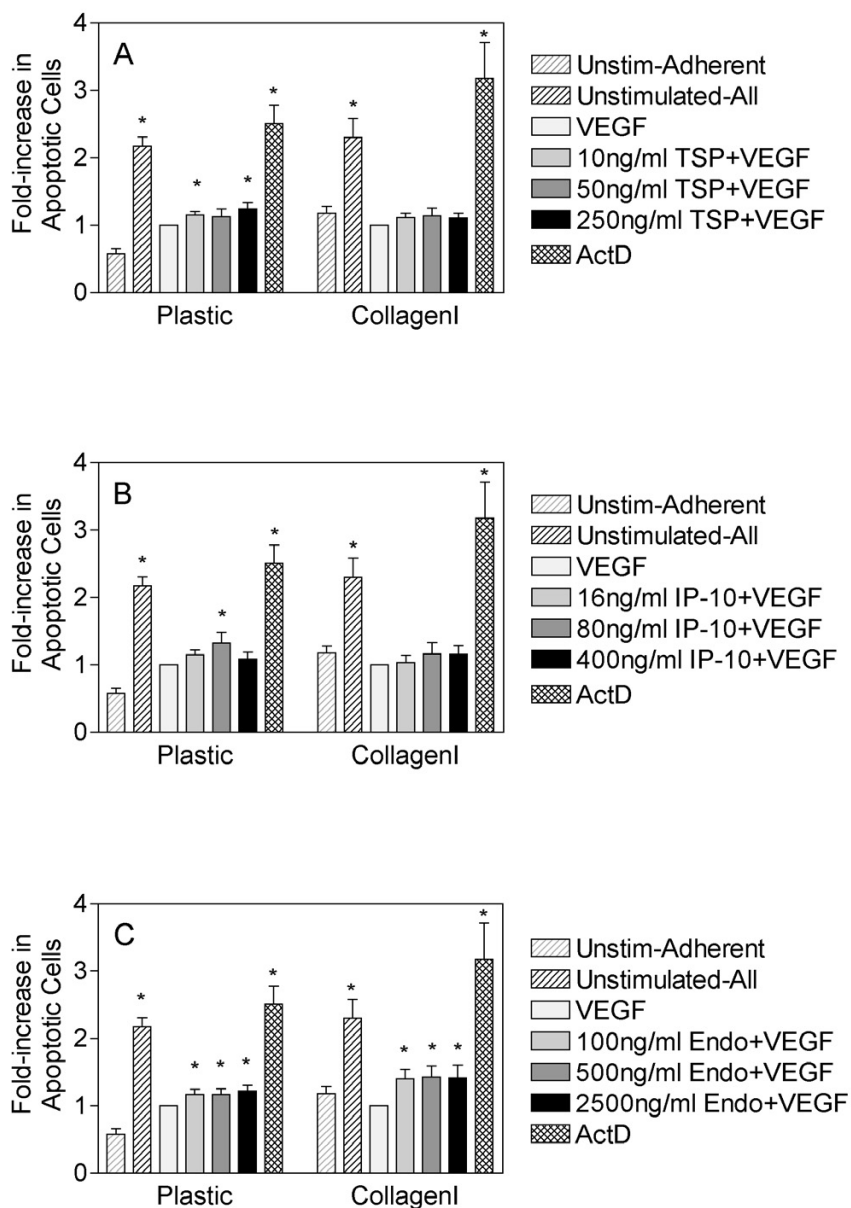 A
Fold-increase in
Apoptotic Cells
4
3
2
1
0
* * * * * *
Plastic CollagenI
Unstim-Adherent
Unstimulated-All
VEGF
10ng/ml TSP+VEGF
50ng/ml TSP+VEGF
250ng/ml TSP+VEGF
ActD
B
Fold-increase in
Apoptotic Cells
4
3
2
1
0
* * * * *
Plastic CollagenI
Unstim-Adherent
Unstimulated-All
VEGF
16ng/ml IP-10+VEGF
80ng/ml IP-10+VEGF
400ng/ml IP-10+VEGF
ActD
C
Fold-increase in
Apoptotic Cells
4
3
2
1
0
* * * * * * * * * *
Plastic CollagenI
Unstim-Adherent
Unstimulated-All
VEGF
100ng/ml Endo+VEGF
500ng/ml Endo+VEGF
2500ng/ml Endo+VEGF
ActD